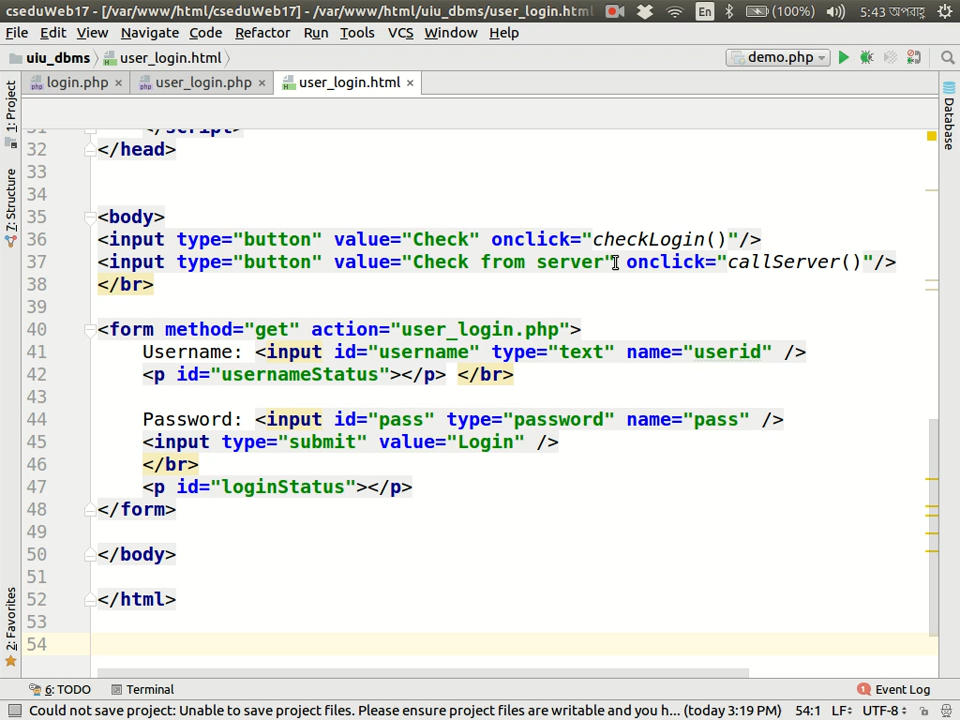 cseduWeb17 - [/var/www/html/cseduWeb17] - /var/www/html/uiu_dbms/user_login.html
En (100%) 5:43 অপরাহ্ণ
File Edit View Navigate Code Refactor Run Tools VCS Window Help
uiu_dbms user_login.html demo.php
login.php × user_login.php × user_login.html ×
1: Project
7: Structure
2: Favorites
Database
31 </script>
32 </head>
33
34
35 <body>
36 <input type="button" value="Check" onclick="checkLogin()"/>
37 <input type="button" value="Check from server" onclick="callServer()"/>
38 </br>
39
40 <form method="get" action="user_login.php">
41 Username: <input id="username" type="text" name="userid" />
42 <p id="usernameStatus"></p> </br>
43
44 Password: <input id="pass" type="password" name="pass" />
45 <input type="submit" value="Login" />
46 </br>
47 <p id="loginStatus"></p>
48 </form>
49
50 </body>
51
52 </html>
53
54
6: TODO Terminal 1 Event Log
Could not save project: Unable to save project files. Please ensure project files are writable and you h... (today 3:19 PM) 54:1 LF UTF-8